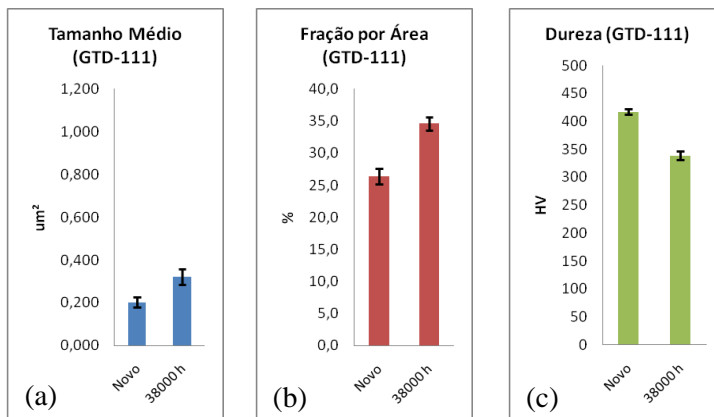 Tamanho Médio
(GTD-111)
1,200
1,000
0,800
0,600
0,400
0,200
0,000
um²
Novo
38000 h
(a)
Fração por Área
(GTD-111)
40,0
35,0
30,0
25,0
20,0
15,0
10,0
5,0
0,0
%
Novo
38000 h
(b)
Dureza (GTD-111)
500
450
400
350
300
250
200
150
100
50
0
HV
Novo
38000 h
(c)